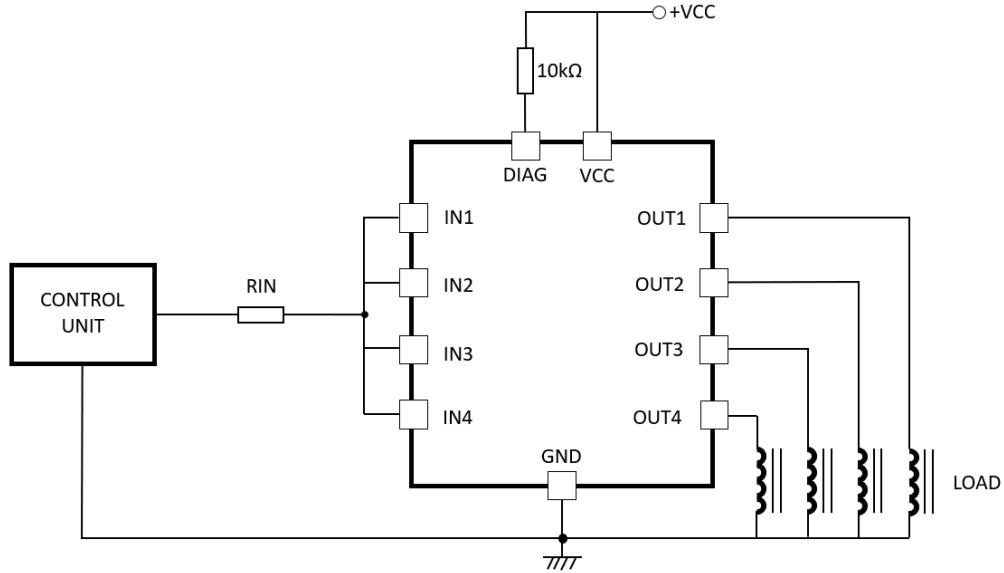 +VCC
10kΩ
DIAG
VCC
IN1
OUT1
IN2
OUT2
RIN
CONTROL
UNIT
IN3
OUT3
IN4
OUT4
GND
LOAD